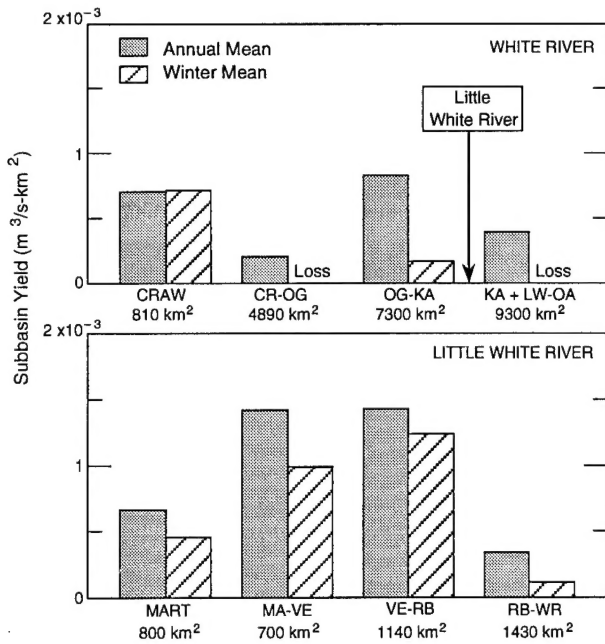 2 x10⁻³
Annual Mean
Winter Mean
WHITE RIVER
Little
White River
1
Loss
Loss
0
CRAW CR-OG OG-KA KA + LW-OA
810 km² 4890 km² 7300 km² 9300 km²
Subbasin Yield (m³/s-km²)
2 x10⁻³
LITTLE WHITE RIVER
1
0
MART MA-VE VE-RB RB-WR
800 km² 700 km² 1140 km² 1430 km²